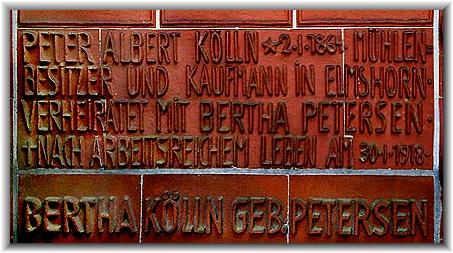 PETER ALBERT KÖLLN ☆ 2·1·1864· MÜHLEN=
BESITZER UND KAUFMANN IN ELMSHORN·
VERHEIRATET MIT BERTHA PETERSEN·
† NACH ARBEITSREICHEM LEBEN AM 30·1·1918·
BERTHA KÖLLN GEB. PETERSEN